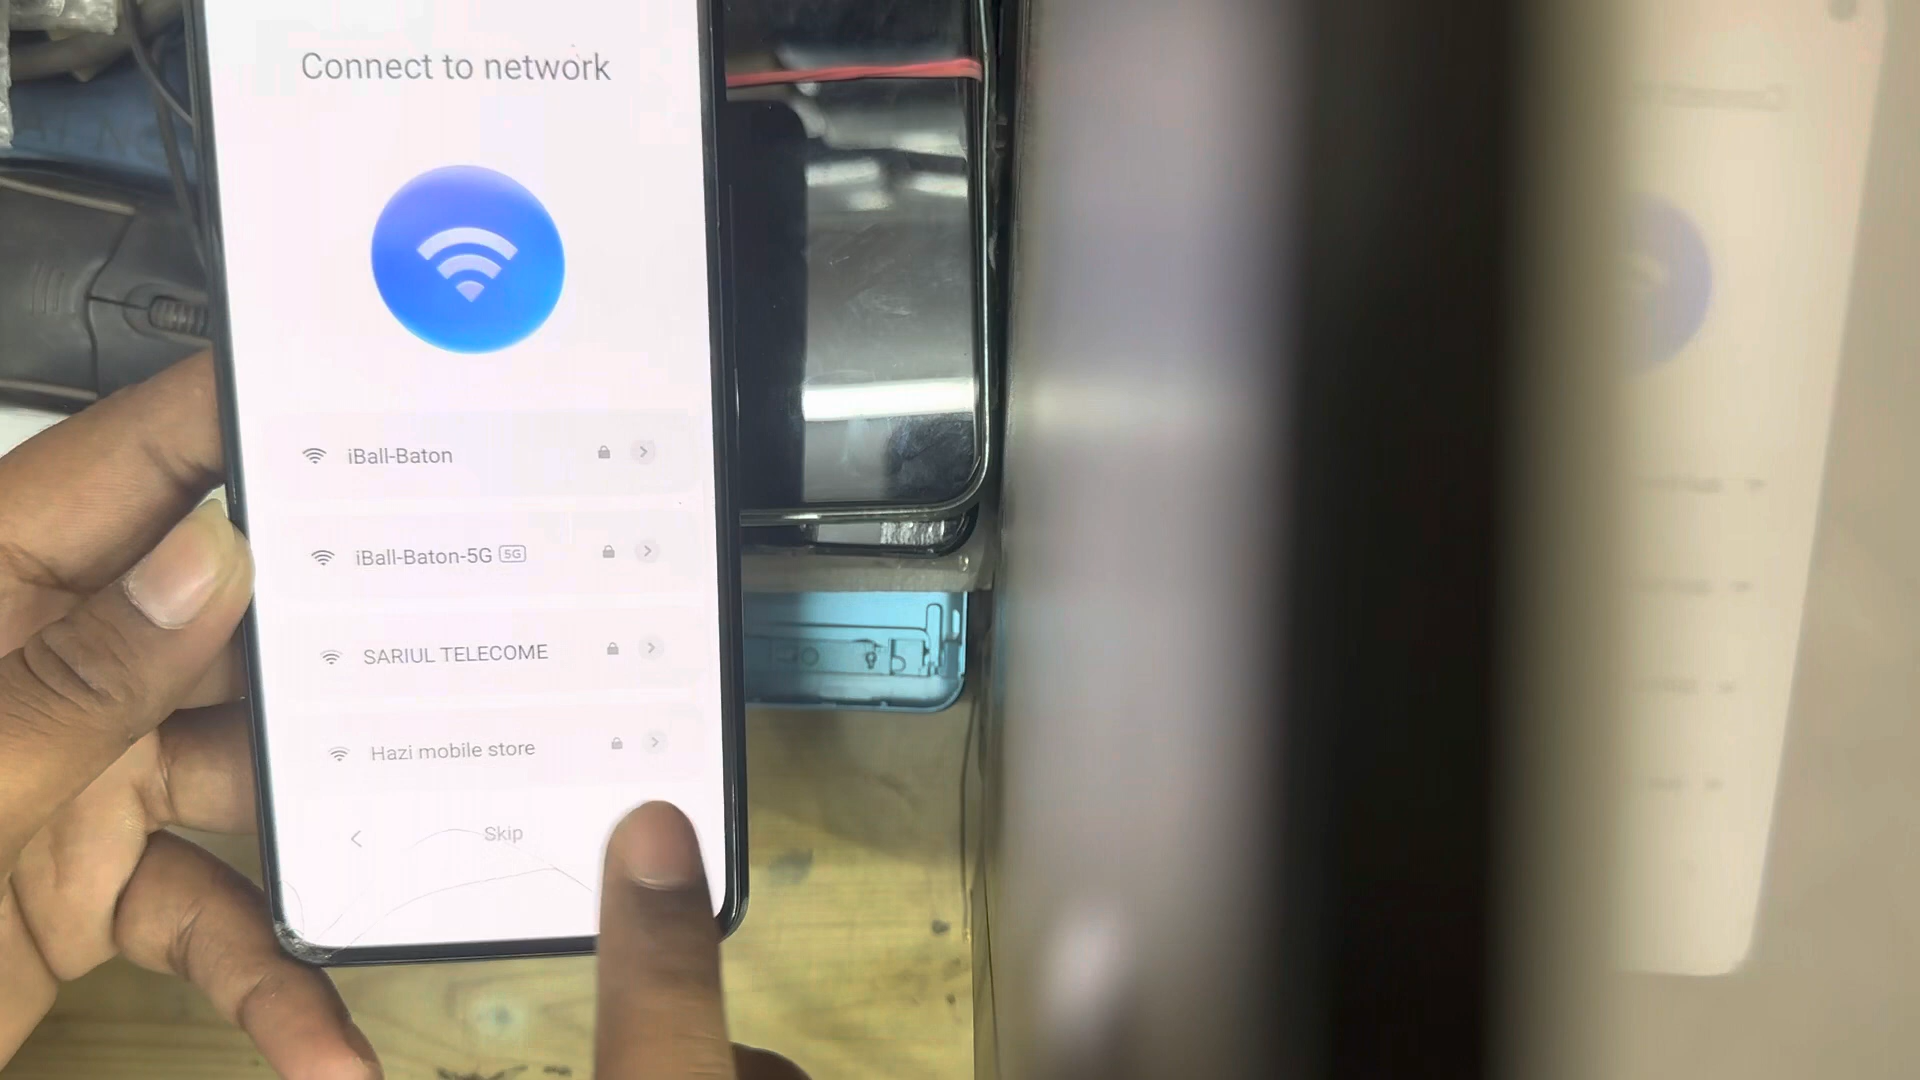 Connect to network
iBall-Baton
iBall-Baton-5G 5G
SARIUL TELECOME
Hazi mobile store
Skip